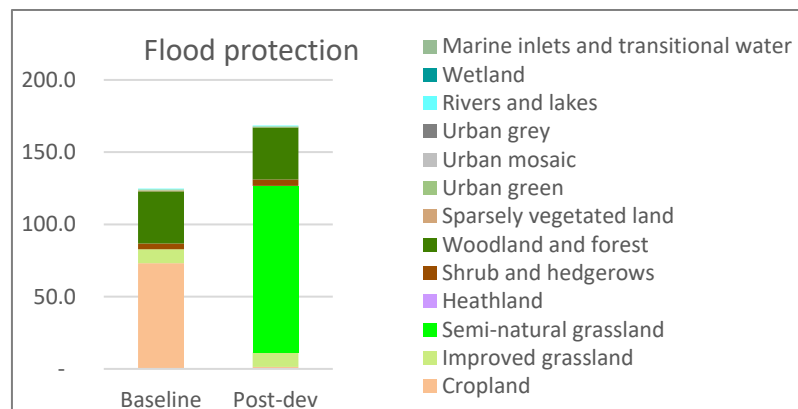 Flood protection
200.0
150.0
100.0
50.0
-
Baseline Post-dev
Marine inlets and transitional water
Wetland
Rivers and lakes
Urban grey
Urban mosaic
Urban green
Sparsely vegetated land
Woodland and forest
Shrub and hedgerows
Heathland
Semi-natural grassland
Improved grassland
Cropland